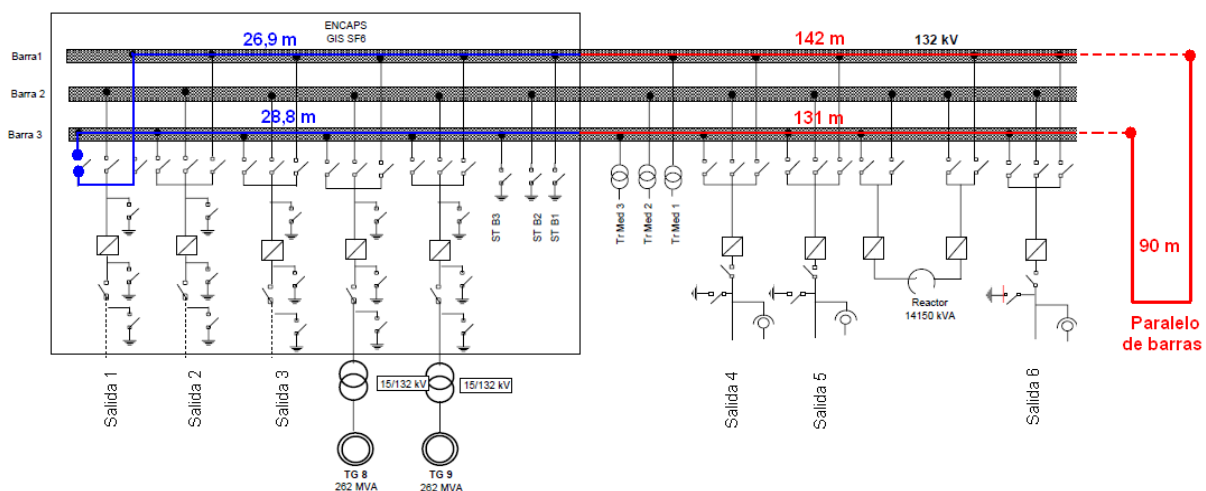 ENCAPS
GIS SF6
26,9 m
142 m
132 kV
Barra1
Barra 2
28,8 m
131 m
Barra 3
ST B3
ST B2
ST B1
Tr Med 3
Tr Med 2
Tr Med 1
90 m
Reactor
14150 kVA
Paralelo
de barras
Salida 1
Salida 2
Salida 3
15/132 kV
15/132 kV
Salida 4
Salida 5
Salida 6
TG 8
262 MVA
TG 9
262 MVA